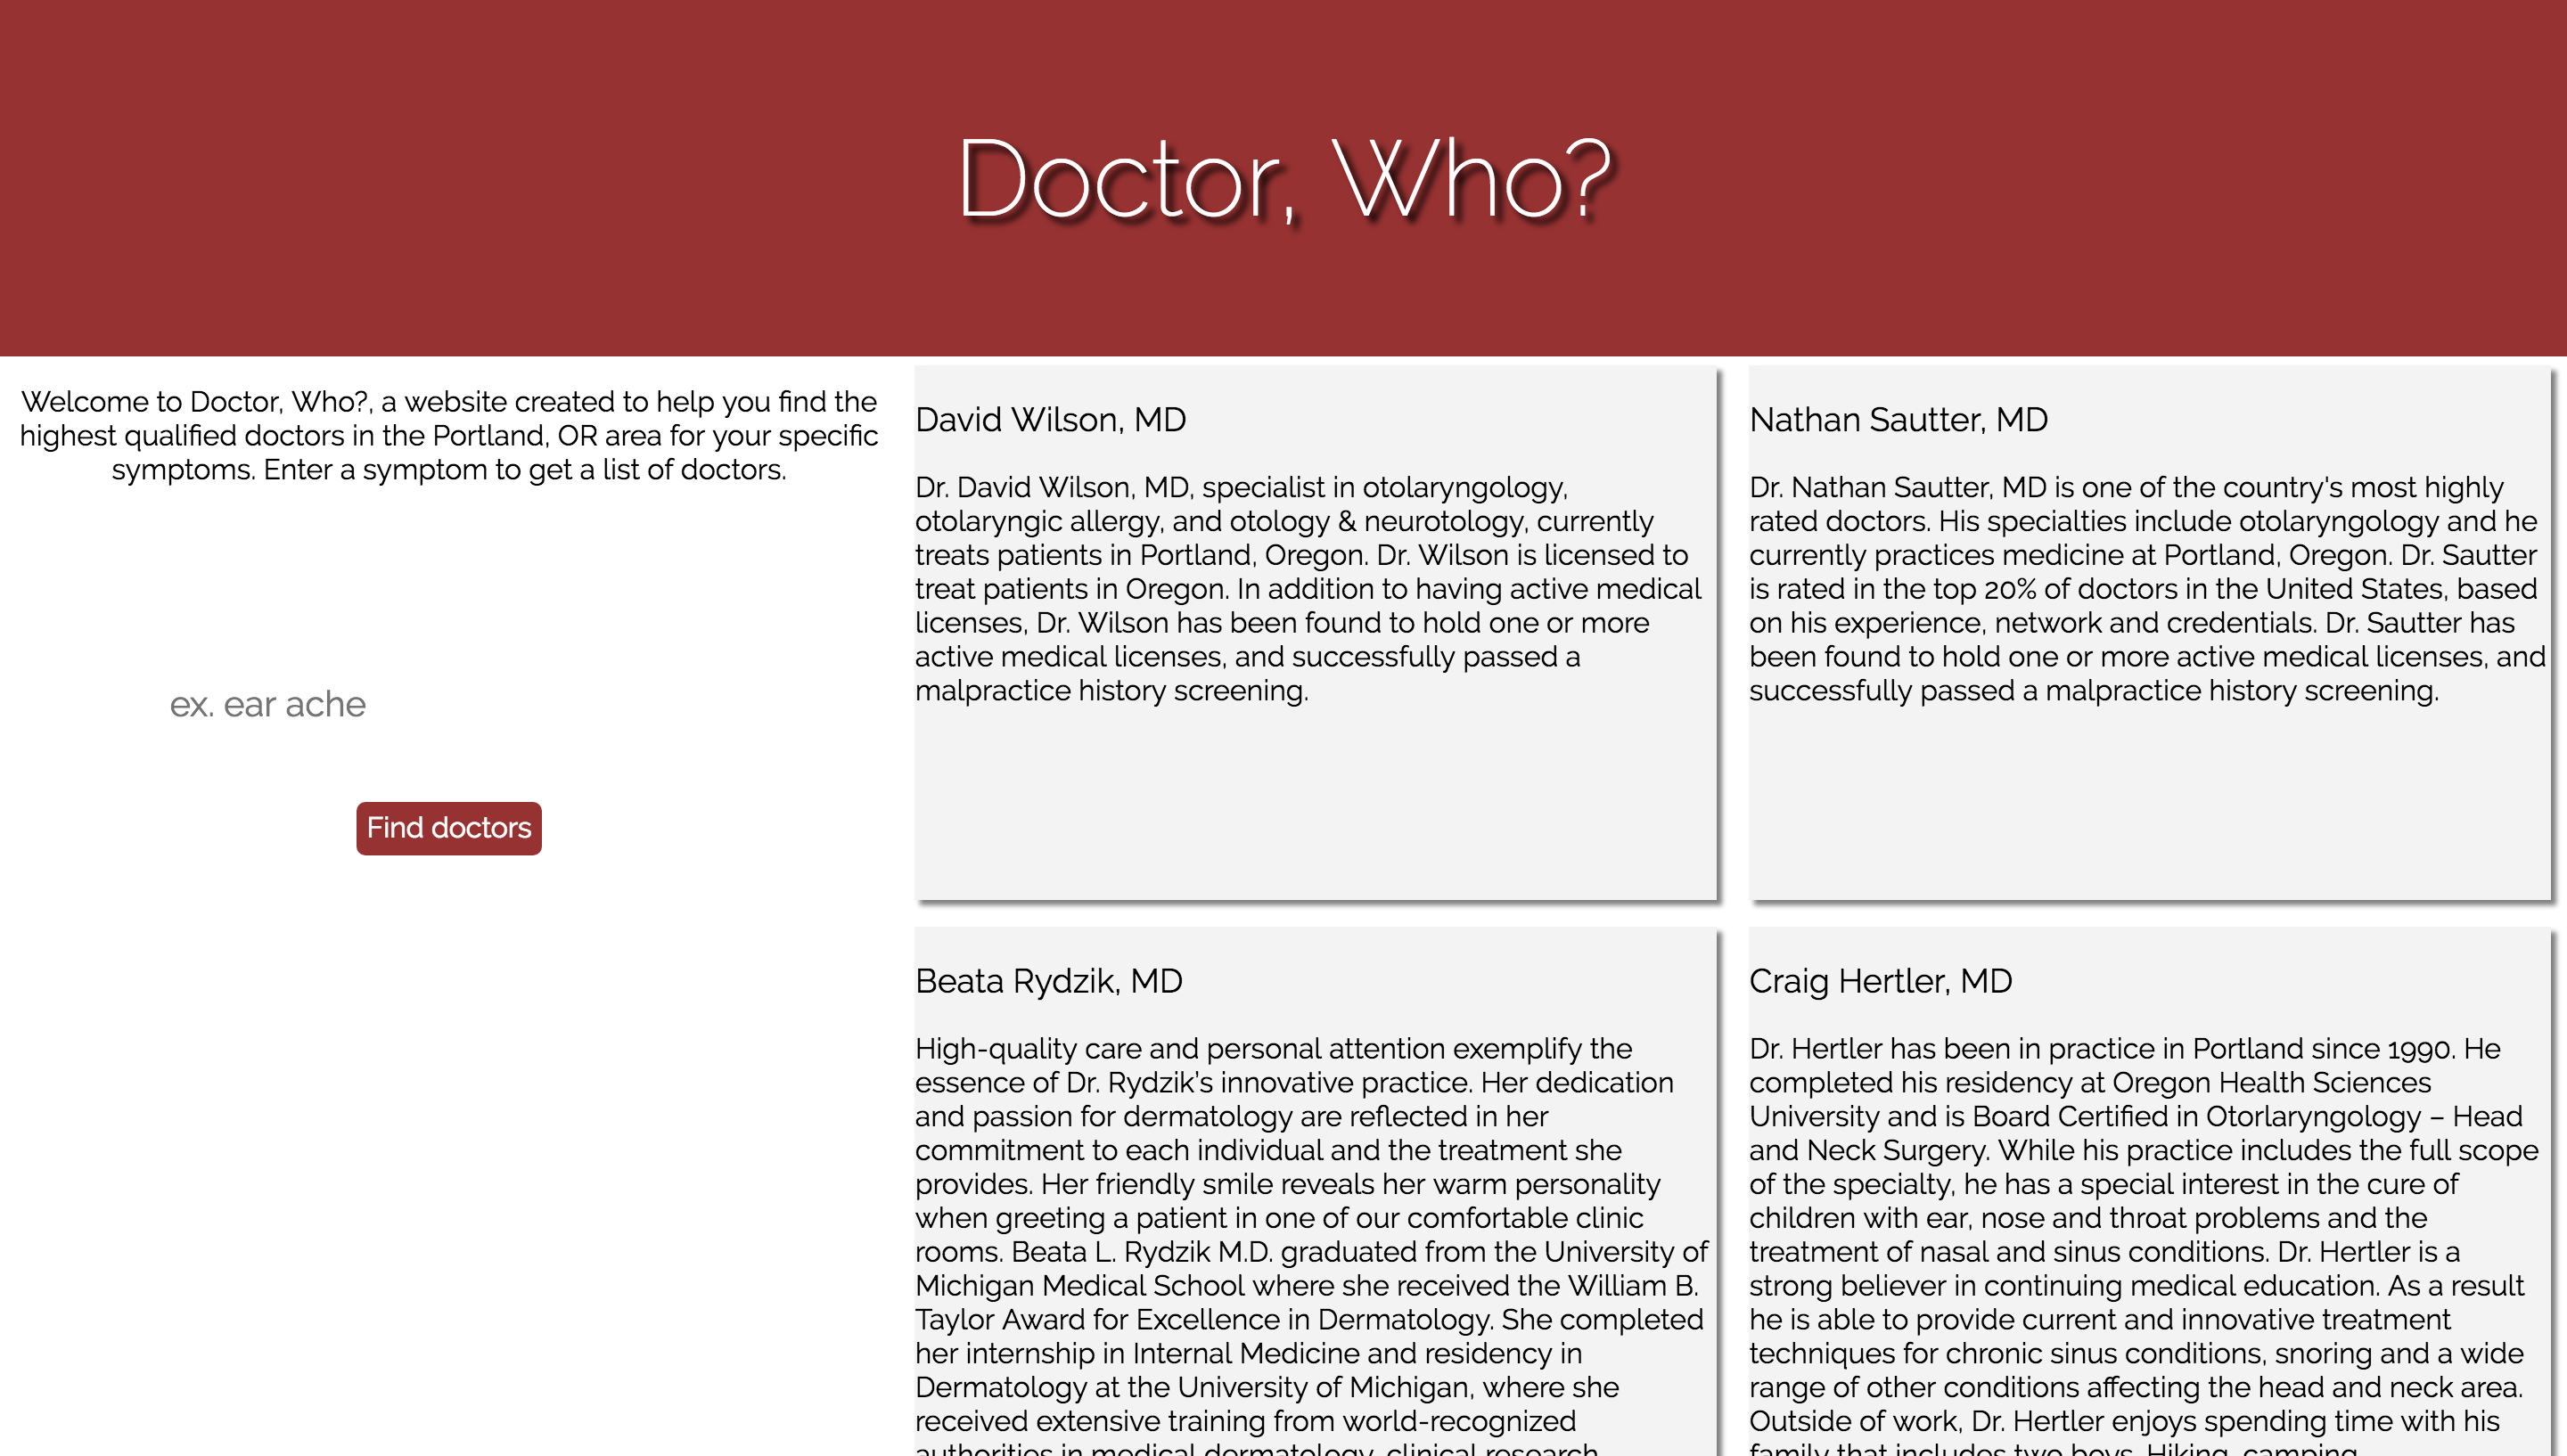 Doctor, Who?
Welcome to Doctor, Who?, a website created to help you find the
highest qualified doctors in the Portland, OR area for your specific
symptoms. Enter a symptom to get a list of doctors.
ex. ear ache
Find doctors
David Wilson, MD
Dr. David Wilson, MD, specialist in otolaryngology,
otolaryngic allergy, and otology & neurotology, currently
treats patients in Portland, Oregon. Dr. Wilson is licensed to
treat patients in Oregon. In addition to having active medical
licenses, Dr. Wilson has been found to hold one or more
active medical licenses, and successfully passed a
malpractice history screening.
Nathan Sautter, MD
Dr. Nathan Sautter, MD is one of the country's most highly
rated doctors. His specialties include otolaryngology and he
currently practices medicine at Portland, Oregon. Dr. Sautter
is rated in the top 20% of doctors in the United States, based
on his experience, network and credentials. Dr. Sautter has
been found to hold one or more active medical licenses, and
successfully passed a malpractice history screening.
Beata Rydzik, MD
High-quality care and personal attention exemplify the
essence of Dr. Rydzik’s innovative practice. Her dedication
and passion for dermatology are reflected in her
commitment to each individual and the treatment she
provides. Her friendly smile reveals her warm personality
when greeting a patient in one of our comfortable clinic
rooms. Beata L. Rydzik M.D. graduated from the University of
Michigan Medical School where she received the William B.
Taylor Award for Excellence in Dermatology. She completed
her internship in Internal Medicine and residency in
Dermatology at the University of Michigan, where she
received extensive training from world-recognized
authorities in medical dermatology, clinical research
Craig Hertler, MD
Dr. Hertler has been in practice in Portland since 1990. He
completed his residency at Oregon Health Sciences
University and is Board Certified in Otorlaryngology – Head
and Neck Surgery. While his practice includes the full scope
of the specialty, he has a special interest in the cure of
children with ear, nose and throat problems and the
treatment of nasal and sinus conditions. Dr. Hertler is a
strong believer in continuing medical education. As a result
he is able to provide current and innovative treatment
techniques for chronic sinus conditions, snoring and a wide
range of other conditions affecting the head and neck area.
Outside of work, Dr. Hertler enjoys spending time with his
family that includes two boys. Hiking, camping,